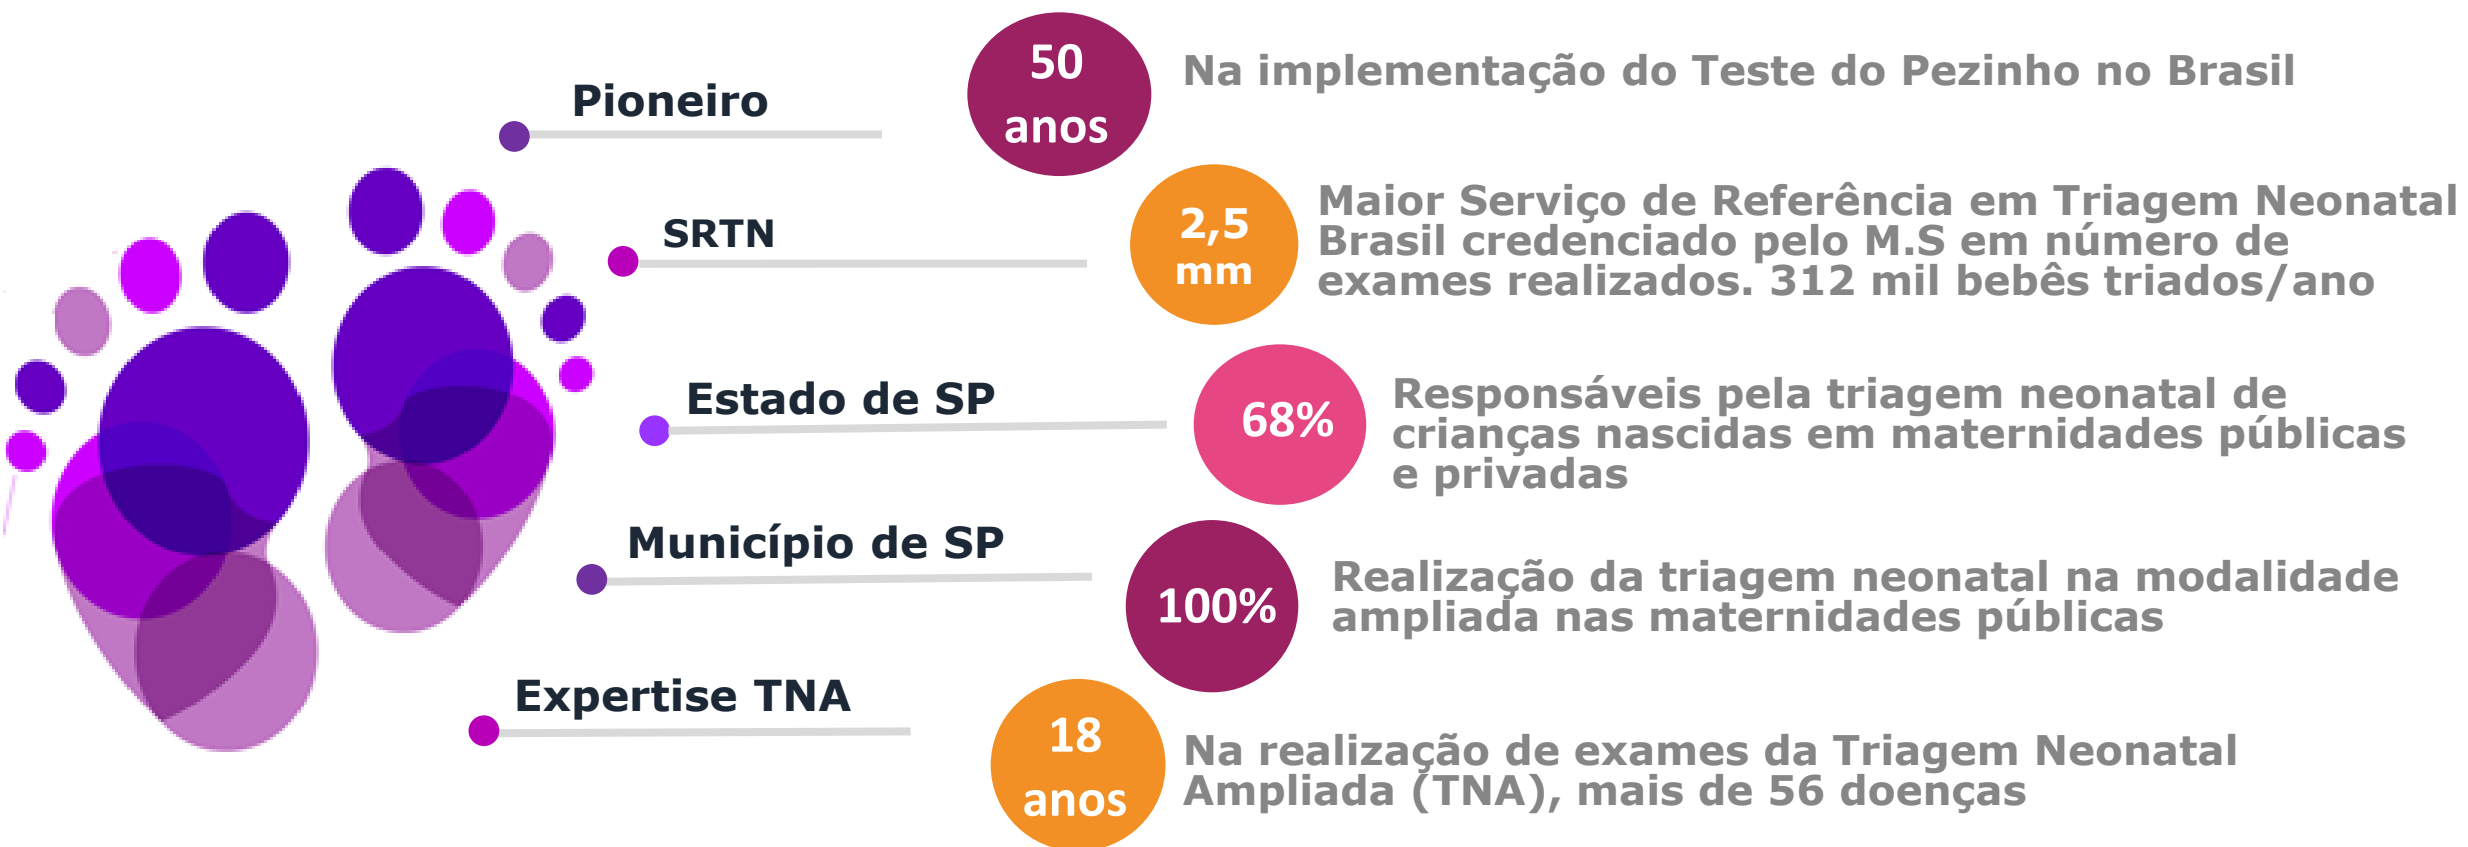 Pioneiro
50
anos
Na implementação do Teste do Pezinho no Brasil
SRTN
2,5
mm
Maior Serviço de Referência em Triagem Neonatal
Brasil credenciado pelo M.S em número de
exames realizados. 312 mil bebês triados/ano
Estado de SP
68%
Responsáveis pela triagem neonatal de
crianças nascidas em maternidades públicas
e privadas
Município de SP
100%
Realização da triagem neonatal na modalidade
ampliada nas maternidades públicas
Expertise TNA
18
anos
Na realização de exames da Triagem Neonatal
Ampliada (TNA), mais de 56 doenças